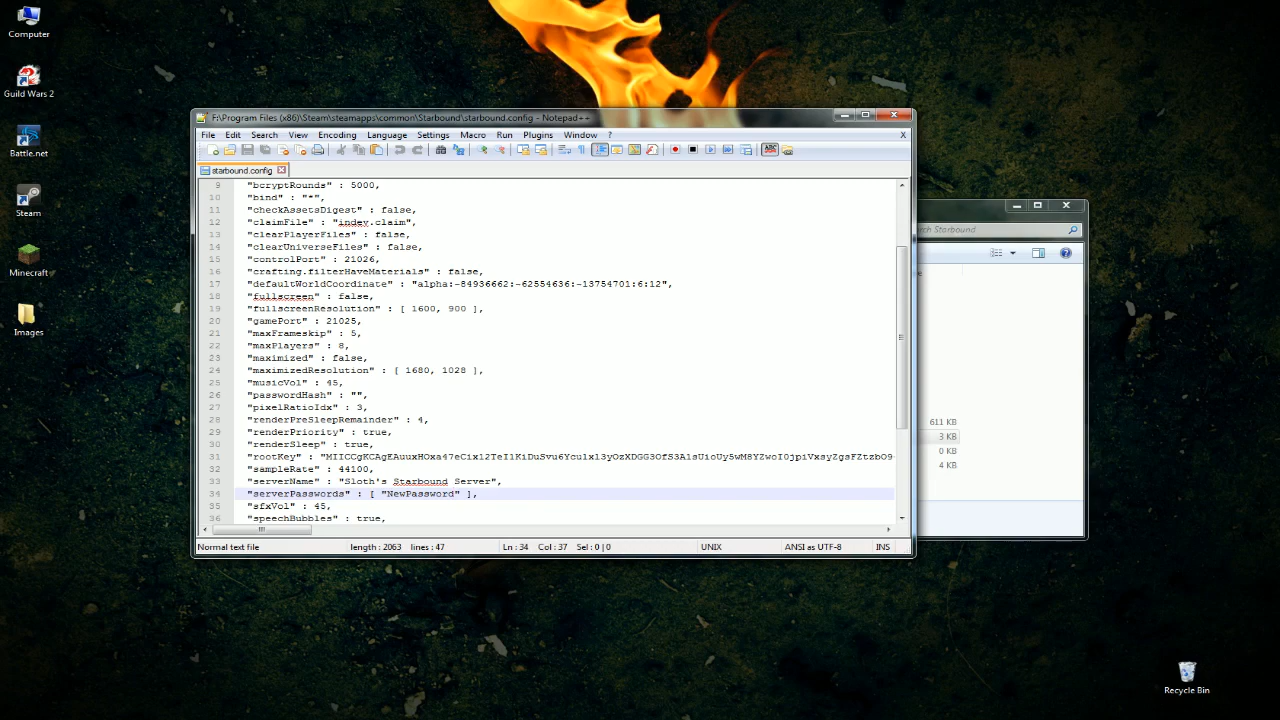 Computer
Guild Wars 2
Battle.net
Steam
Minecraft
Images
F:\Program Files (x86)\Steam\steamapps\common\Starbound\starbound.config - Notepad++
File Edit Search View Encoding Language Settings Macro Run Plugins Window ? X
starbound.config
9 "bcryptRounds" : 5000,
10 "bind" : "*",
11 "checkAssetsDigest" : false,
12 "claimFile" : "indev.claim",
13 "clearPlayerFiles" : false,
14 "clearUniverseFiles" : false,
15 "controlPort" : 21026,
16 "crafting.filterHaveMaterials" : false,
17 "defaultWorldCoordinate" : "alpha:-84936662:-62554636:-13754701:6:12",
18 "fullscreen" : false,
19 "fullscreenResolution" : [ 1600, 900 ],
20 "gamePort" : 21025,
21 "maxFrameskip" : 5,
22 "maxPlayers" : 8,
23 "maximized" : false,
24 "maximizedResolution" : [ 1680, 1028 ],
25 "musicVol" : 45,
26 "passwordHash" : "",
27 "pixelRatioIdx" : 3,
28 "renderPreSleepRemainder" : 4,
29 "renderPriority" : true,
30 "renderSleep" : true,
31 "rootKey" :
32 "sampleRate" : 44100,
33 "serverName" : "Sloth's Starbound Server",
34 "serverPasswords" : [ "NewPassword" ],
35 "sfxVol" : 45,
36 "speechBubbles" : true,
Normal text file length : 2063 lines : 47 Ln : 34 Col : 37 Sel : 0 | 0 UNIX ANSI as UTF-8 INS
Starbound
611 KB
3 KB
0 KB
4 KB
Recycle Bin